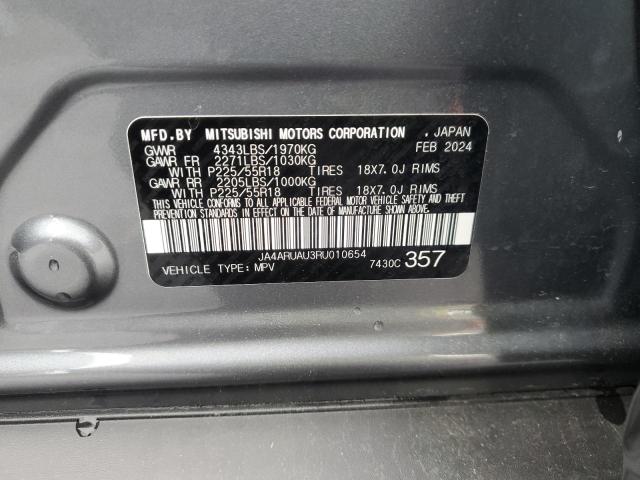 MFD.BY MITSUBISHI MOTORS CORPORATION . JAPAN
GVWR 4343LBS/1970KG FEB 2024
GAWR FR 2271LBS/1030KG
WITH P225/55R18 TIRES 18X7.0J RIMS
GAWR RR 2205LBS/1000KG
WITH P225/55R18 TIRES 18X7.0J RIMS
THIS VEHICLE CONFORMS TO ALL APPLICABLE FEDERAL MOTOR VEHICLE SAFETY AND THEFT
PREVENTION STANDARDS IN EFFECT ON THE DATE OF MANUFACTURE SHOWN ABOVE.
JA4ARUAU3RU010654
VEHICLE TYPE:MPV 7430C 357